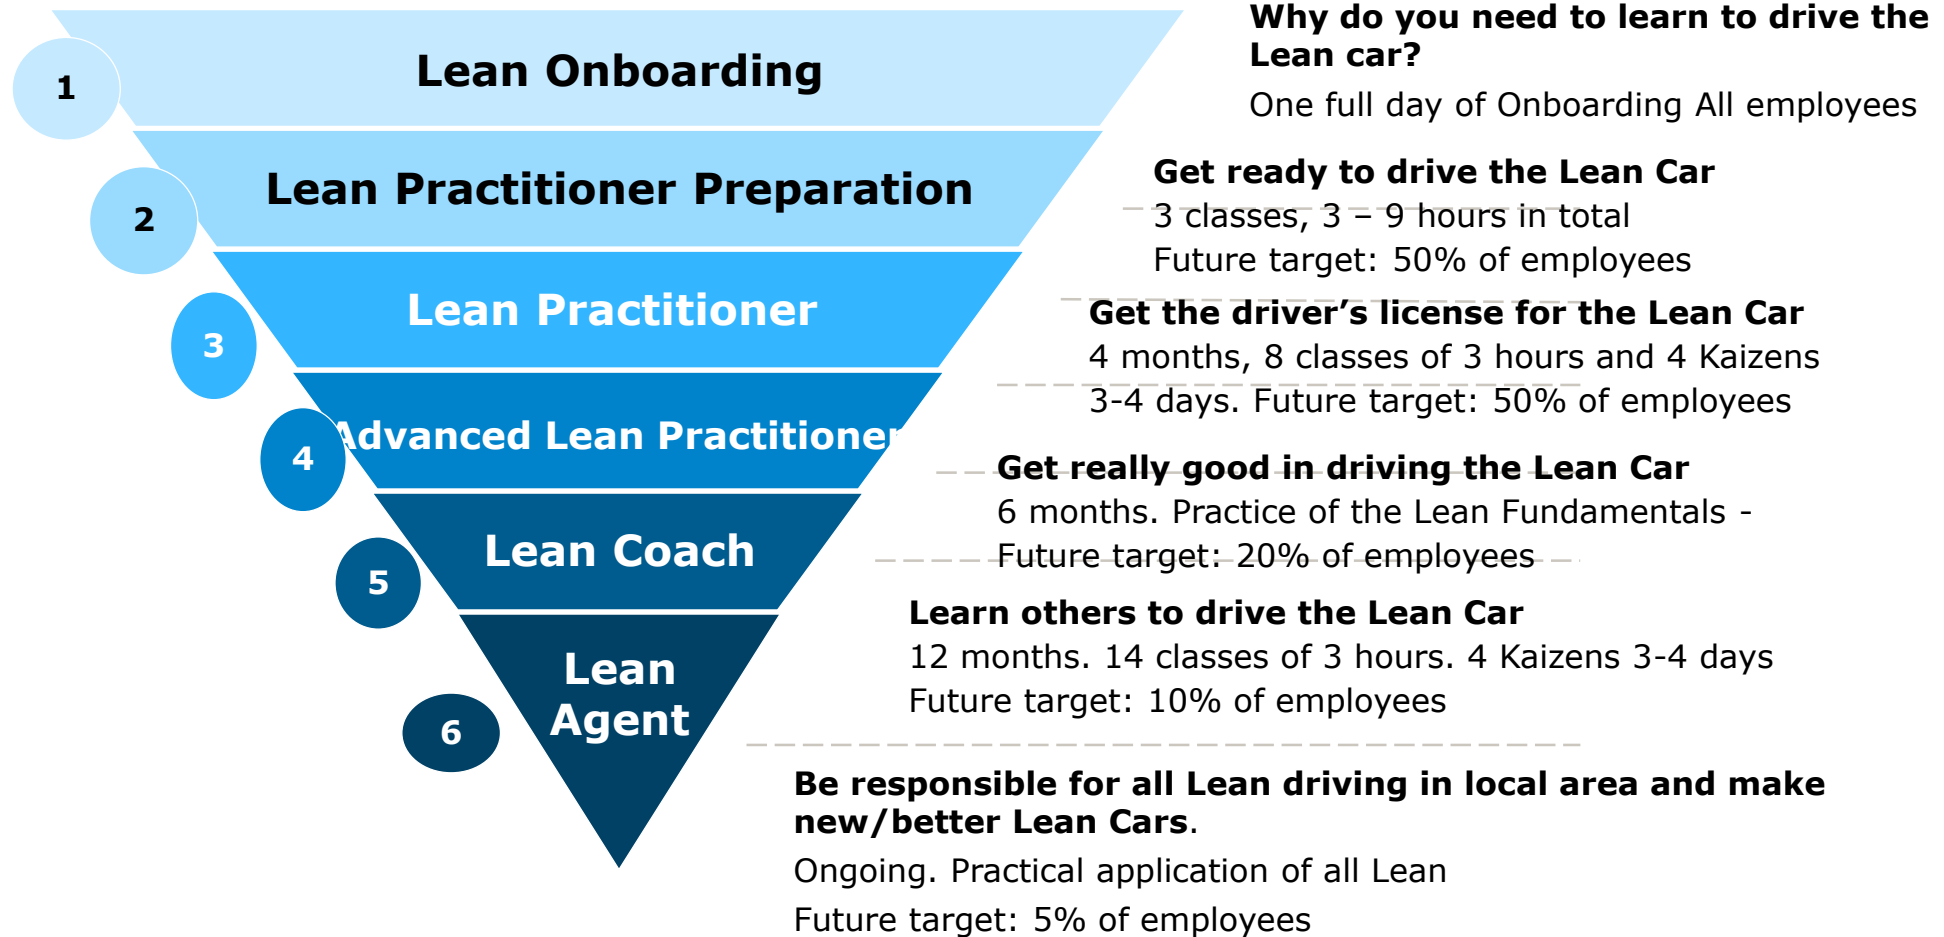 1
Lean Onboarding
Why do you need to learn to drive the
Lean car?
One full day of Onboarding All employees
2
Lean Practitioner Preparation
Get ready to drive the Lean Car
3 classes, 3 – 9 hours in total
Future target: 50% of employees
3
Lean Practitioner
Get the driver’s license for the Lean Car
4 months, 8 classes of 3 hours and 4 Kaizens
3-4 days. Future target: 50% of employees
4
Advanced Lean Practitioner
Get really good in driving the Lean Car
6 months. Practice of the Lean Fundamentals -
Future target: 20% of employees
5
Lean Coach
Learn others to drive the Lean Car
12 months. 14 classes of 3 hours. 4 Kaizens 3-4 days
Future target: 10% of employees
6
Lean
Agent
Be responsible for all Lean driving in local area and make
new/better Lean Cars.
Ongoing. Practical application of all Lean
Future target: 5% of employees